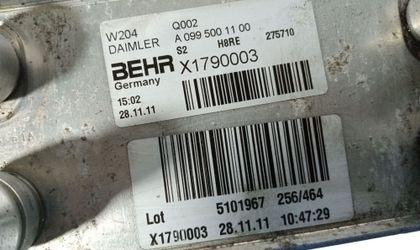 W204 Q002
DAIMLER A 099 500 11 00
S2 H8RE 275710
BEHR X1790003
Germany
15:02
28.11.11
Lot 5101967 256/464
X1790003 28.11.11 10:47:29